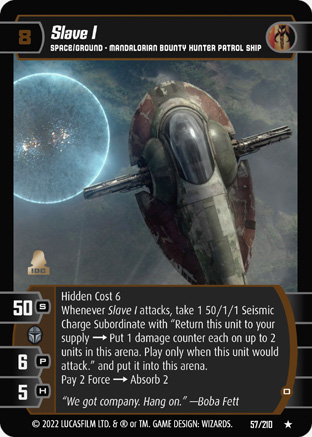 8
Slave I
SPACE/GROUND - MANDALORIAN BOUNTY HUNTER PATROL SHIP
IDC
50 S
6 P
5 H
Hidden Cost 6
Whenever Slave I attacks, take 1 50/1/1 Seismic
Charge Subordinate with “Return this unit to your
supply → Put 1 damage counter each on up to 2
units in this arena. Play only when this unit would
attack.” and put it into this arena.
Pay 2 Force → Absorb 2
“We got company. Hang on.” —Boba Fett
D
© 2022 LUCASFILM LTD. & ® or TM. GAME DESIGN: WIZARDS.
57/210 ★